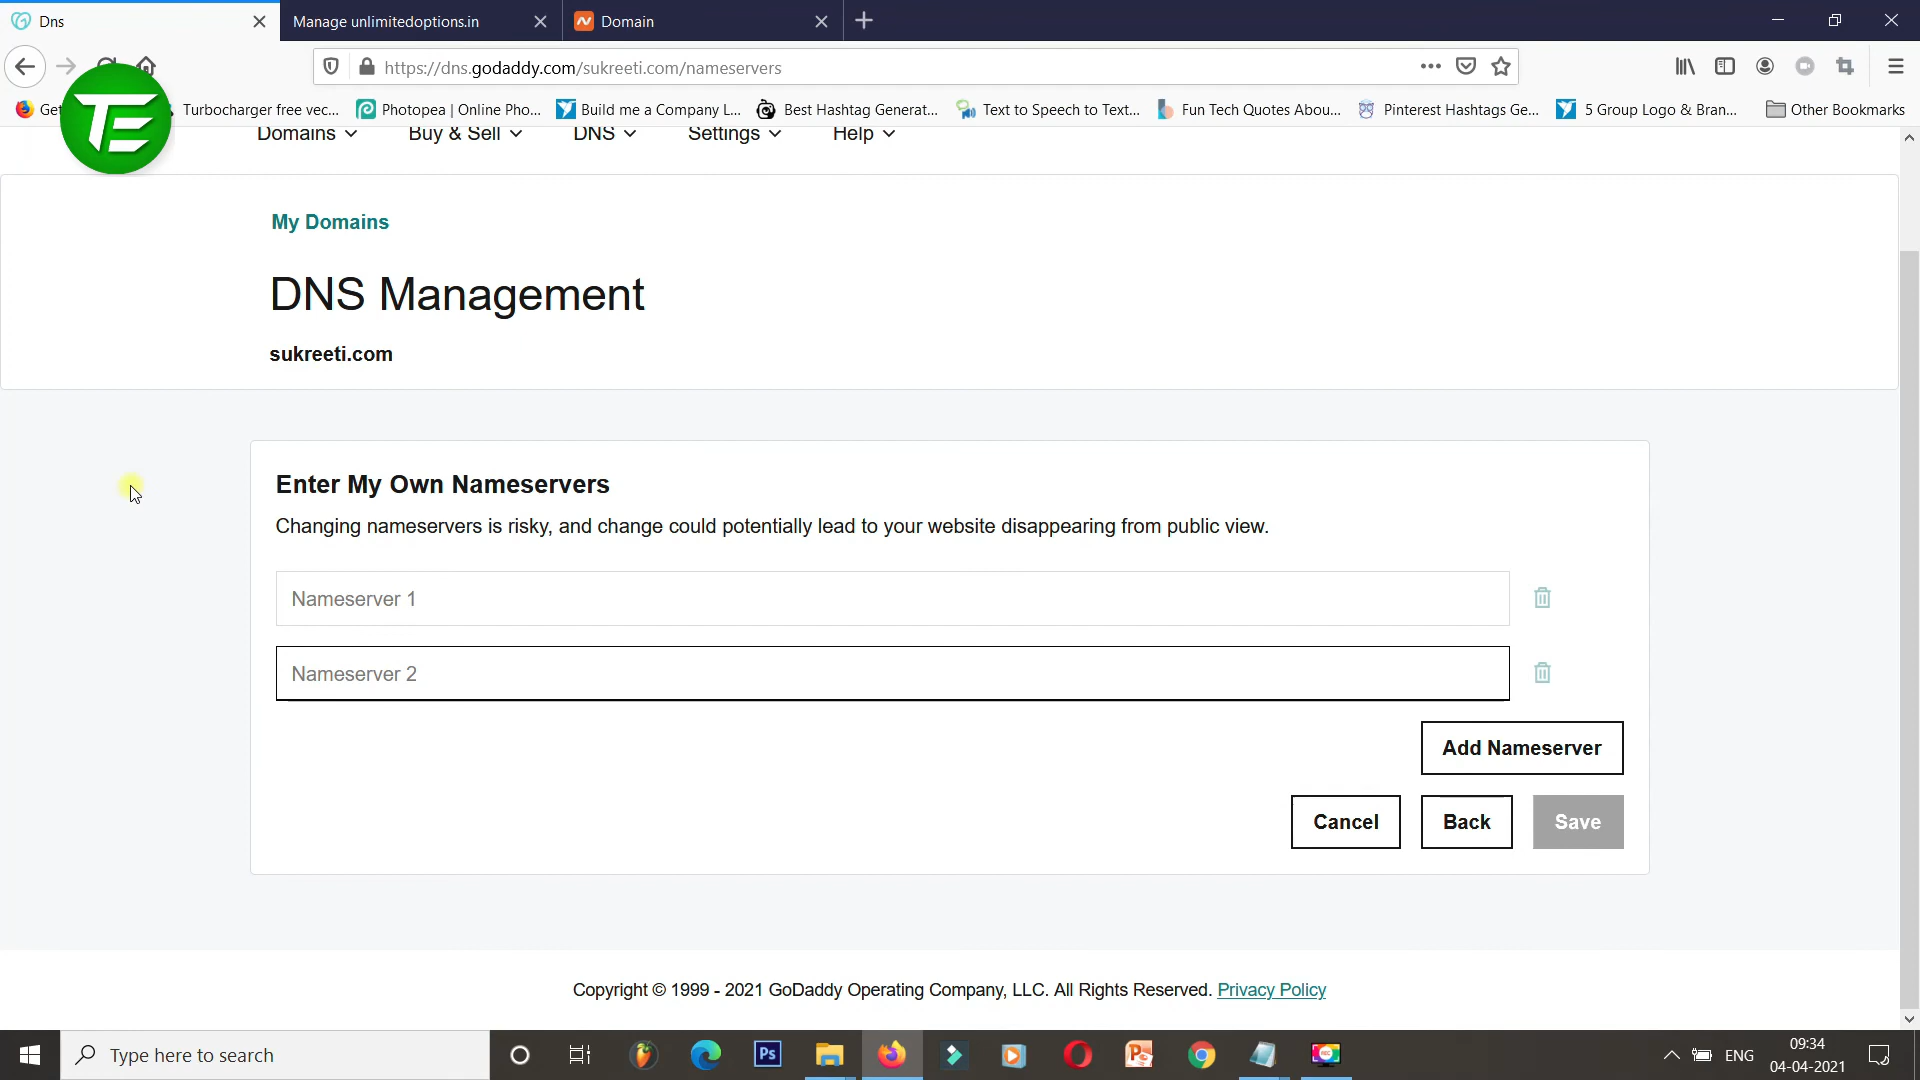 Dns
Manage unlimitedoptions.in
Domain
https://dns.godaddy.com/sukreeti.com/nameservers
Turbocharger free vec...
Photopea | Online Pho...
Build me a Company L...
Best Hashtag Generat...
Text to Speech to Text...
Fun Tech Quotes Abou...
Pinterest Hashtags Ge...
5 Group Logo & Bran...
Other Bookmarks
TE
Domains
Buy & Sell
DNS
Settings
Help
My Domains
DNS Management
sukreeti.com
Enter My Own Nameservers
Changing nameservers is risky, and change could potentially lead to your website disappearing from public view.
Nameserver 1
Nameserver 2
Add Nameserver
Cancel
Back
Save
Copyright © 1999 - 2021 GoDaddy Operating Company, LLC. All Rights Reserved. Privacy Policy
Type here to search
Ps
ENG
09:34
04-04-2021